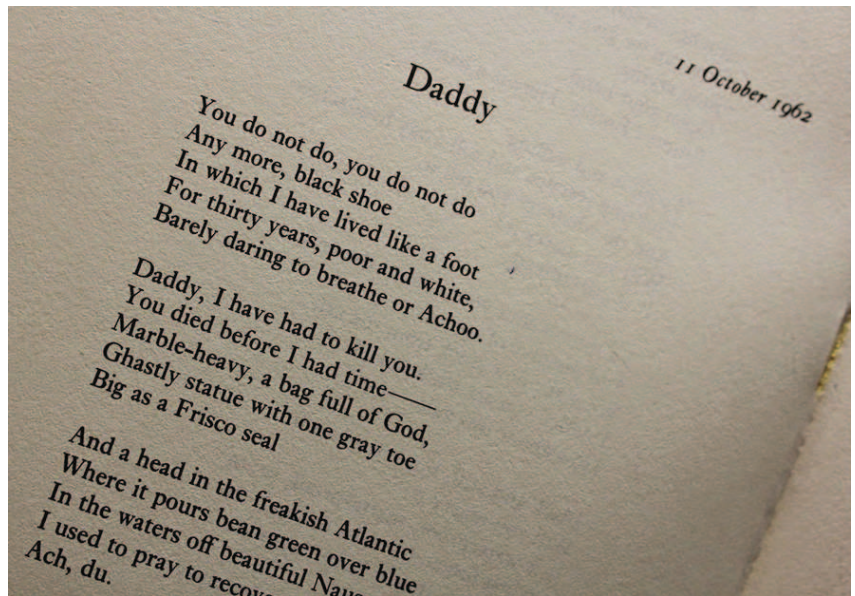 Daddy
11 October 1962
You do not do, you do not do
Any more, black shoe
In which I have lived like a foot
For thirty years, poor and white,
Barely daring to breathe or Achoo.
Daddy, I have had to kill you.
You died before I had time——
Marble-heavy, a bag full of God,
Ghastly statue with one gray toe
Big as a Frisco seal
And a head in the freakish Atlantic
Where it pours bean green over blue
In the waters off beautiful
I used to pray to
Ach, du.